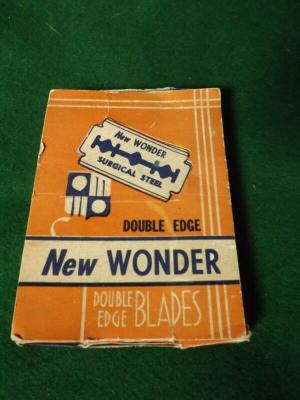 New WONDER
SURGICAL STEEL
DOUBLE EDGE
New WONDER
DOUBLE EDGE BLADES